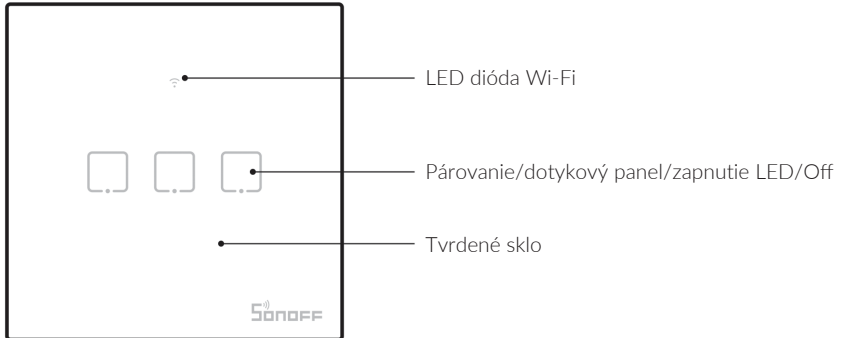 LED dióda Wi-Fi
Párovanie/dotykový panel/zapnutie LED/Off
Tvrdené sklo
SONOFF